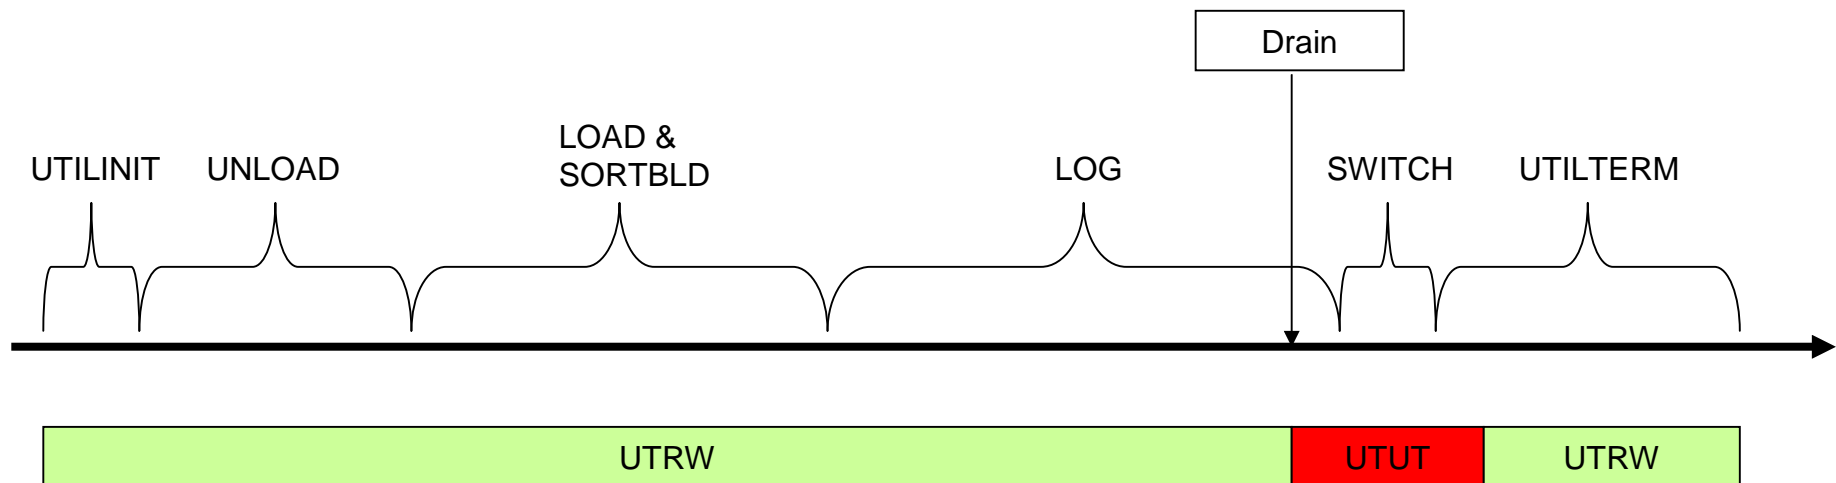 Drain
LOAD &
SORTBLD
UTILINIT
UNLOAD
LOG
SWITCH
UTILTERM
UTRW
UTUT
UTRW